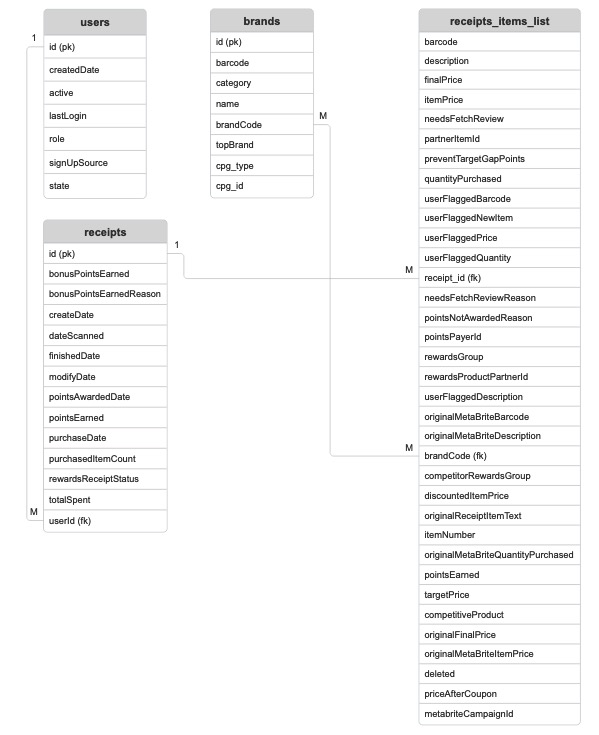 users
1
id (pk)
createdDate
active
lastLogin
role
signUpSource
state
brands
id (pk)
barcode
category
name
brandCode
M
topBrand
cpg_type
cpg_id
receipts
id (pk)
1
bonusPointsEarned
bonusPointsEarnedReason
createDate
dateScanned
finishedDate
modifyDate
pointsAwardedDate
pointsEarned
purchaseDate
purchasedItemCount
rewardsReceiptStatus
totalSpent
M
userId (fk)
receipts_items_list
barcode
description
finalPrice
itemPrice
needsFetchReview
partnerItemId
preventTargetGapPoints
quantityPurchased
userFlaggedBarcode
userFlaggedNewItem
userFlaggedPrice
userFlaggedQuantity
M
receipt_id (fk)
needsFetchReviewReason
pointsNotAwardedReason
pointsPayerId
rewardsGroup
rewardsProductPartnerId
userFlaggedDescription
originalMetaBriteBarcode
originalMetaBriteDescription
M
brandCode (fk)
competitorRewardsGroup
discountedItemPrice
originalReceiptItemText
itemNumber
originalMetaBriteQuantityPurchased
pointsEarned
targetPrice
competitiveProduct
originalFinalPrice
originalMetaBriteItemPrice
deleted
priceAfterCoupon
metabriteCampaignId